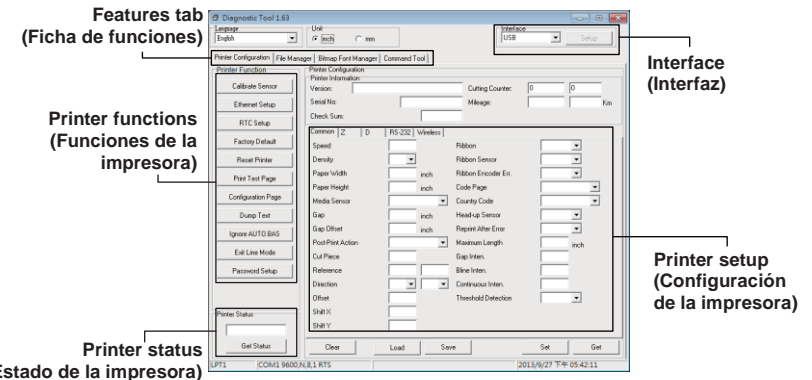 Features tab
(Ficha de funciones)
Printer functions
(Funciones de la
impresora)
Printer status
Estado de la impresora)
Interface
(Interfaz)
Printer setup
(Configuración
de la impresora)
Diagnostic Tool 1.63
Language
English
Unit
inch
mm
Interface
USB
Setup
Printer Configuration
File Manager
Bitmap Font Manager
Command Tool
Printer Function
Calibrate Sensor
Ethernet Setup
RTC Setup
Factory Default
Reset Printer
Print Test Page
Configuration Page
Dump Text
Ignore AUTO.BAS
Exit Line Mode
Password Setup
Printer Status
Get Status
Printer Configuration
Printer Information
Version:
Cutting Counter:
0
0
Serial No:
Mileage:
Km
Check Sum:
Common
Z
D
RS-232
Wireless
Speed
Ribbon
Density
Ribbon Sensor
Paper Width
inch
Ribbon Encoder Err.
Paper Height
inch
Code Page
Media Sensor
Country Code
Gap
inch
Head-up Sensor
Gap Offset
inch
Reprint After Error
Post-Print Action
Maximum Length
inch
Cut Piece
Gap Inten.
Reference
Bline Inten.
Direction
Continuous Inten.
Offset
Threshold Detection
Shift X
Shift Y
Clear
Load
Save
Set
Get
LPT1
COM1 9600,N,8,1 RTS
2013/9/27 下午 05:42:11